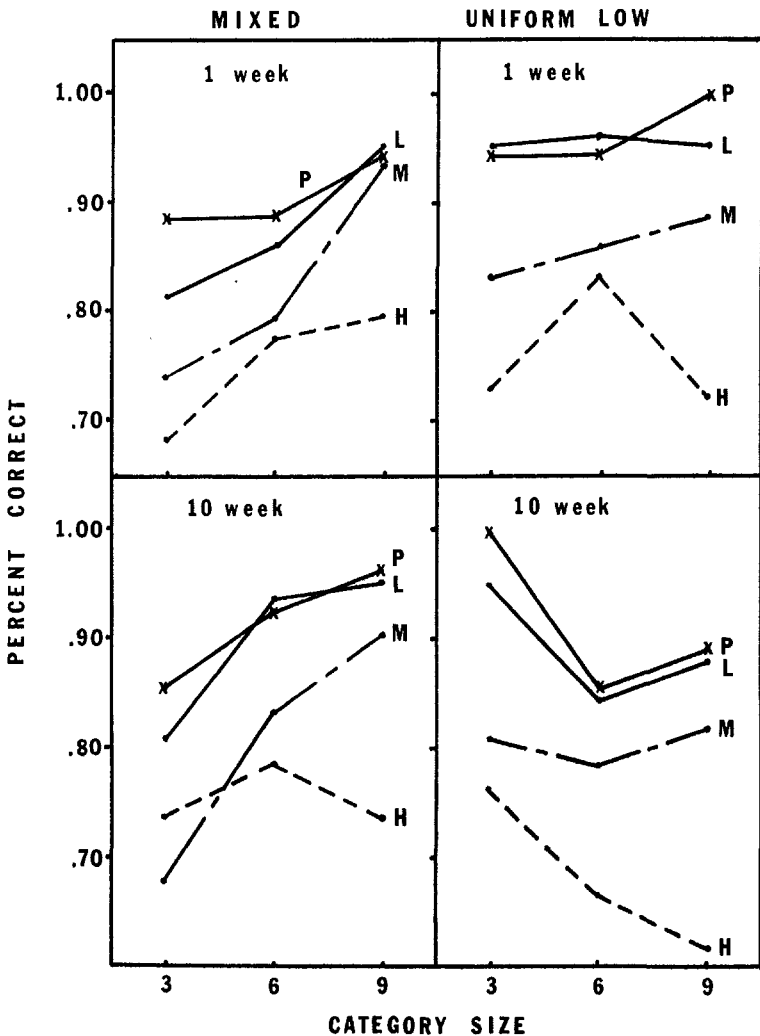 MIXED UNIFORM LOW
1 week 1 week
1.00
.90
.80
.70
P L M H
P L M H
10 week 10 week
1.00
.90
.80
.70
P L M H
P L M H
PERCENT CORRECT
3 6 9 3 6 9
CATEGORY SIZE